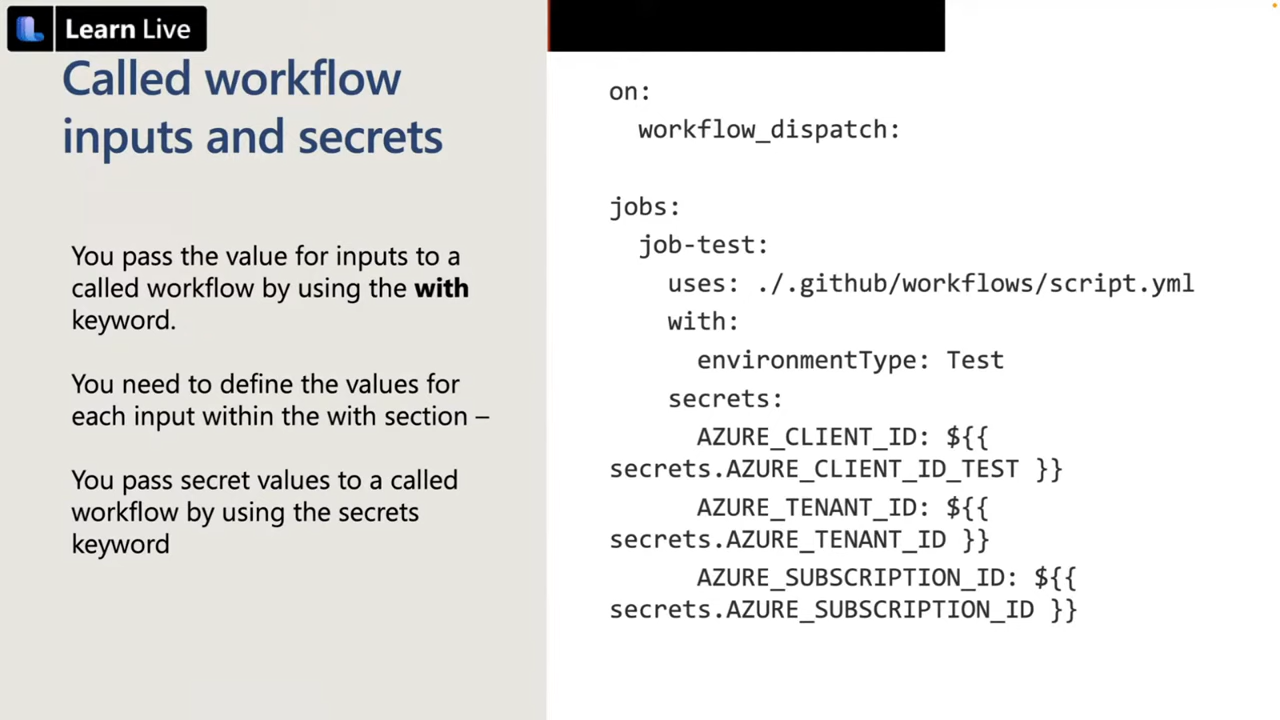 Learn Live
Called workflow
inputs and secrets
You pass the value for inputs to a
called workflow by using the with
keyword.
You need to define the values for
each input within the with section –
You pass secret values to a called
workflow by using the secrets
keyword
on:
  workflow_dispatch:
jobs:
  job-test:
    uses: ./.github/workflows/script.yml
    with:
      environmentType: Test
    secrets:
      AZURE_CLIENT_ID: ${{
secrets.AZURE_CLIENT_ID_TEST }}
      AZURE_TENANT_ID: ${{
secrets.AZURE_TENANT_ID }}
      AZURE_SUBSCRIPTION_ID: ${{
secrets.AZURE_SUBSCRIPTION_ID }}